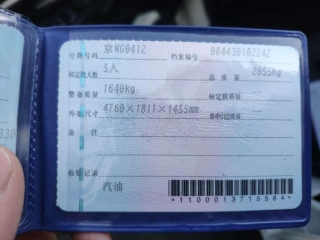 号牌号码 京NG0412 档案编号 984430102242
核定载人数 5人 总质量 2055kg
整备质量 1640kg 核定载质量 --
外廓尺寸 4760×1811×1455mm 准牵引总质量 --
备注 --
检验记录
汽油
*1100013715584*